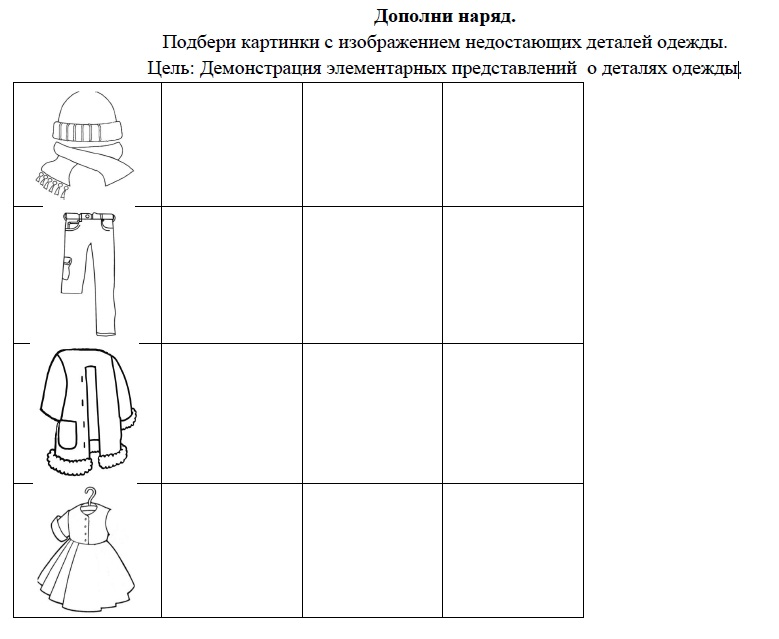 Дополни наряд.
Подбери картинки с изображением недостающих деталей одежды.
Цель: Демонстрация элементарных представлений о деталях одежды.